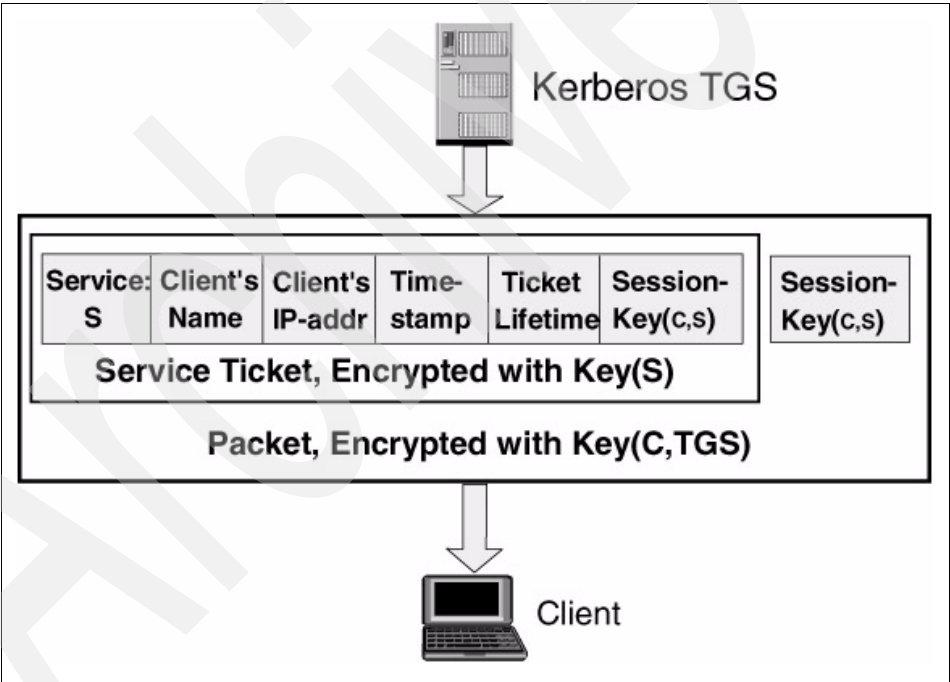 Kerberos TGS
Service: S
Client's Name
Client's IP-addr
Time-stamp
Ticket Lifetime
Session-Key(C,S)
Session-Key(C,S)
Service Ticket, Encrypted with Key(S)
Packet, Encrypted with Key(C,TGS)
Client
Archive